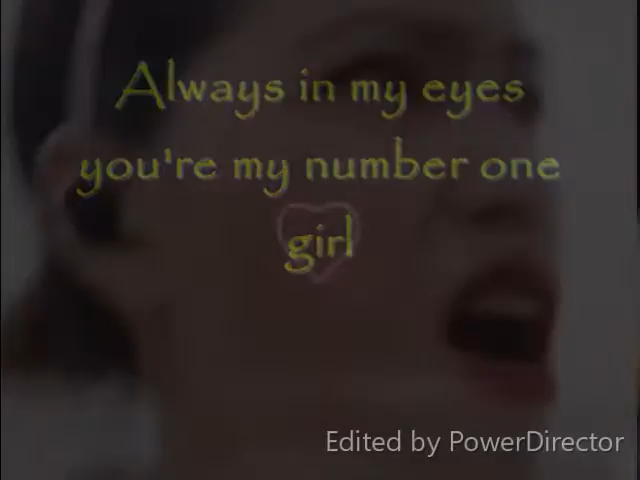 Always in my eyes
you're my number one
girl
Edited by PowerDirector